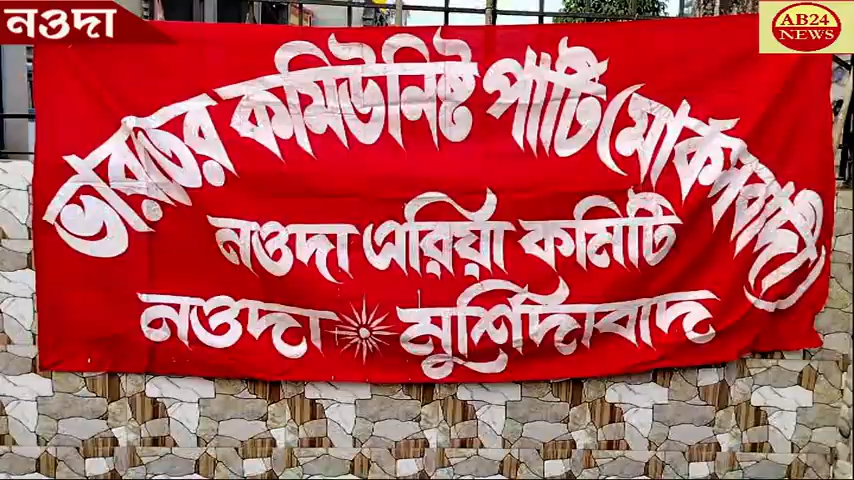 নওদা
AB24
NEWS
ভারতের কমিউনিষ্ট পার্টি (মার্কসবাদী)
নওদা এরিয়া কমিটি
নওদা মুর্শিদাবাদ